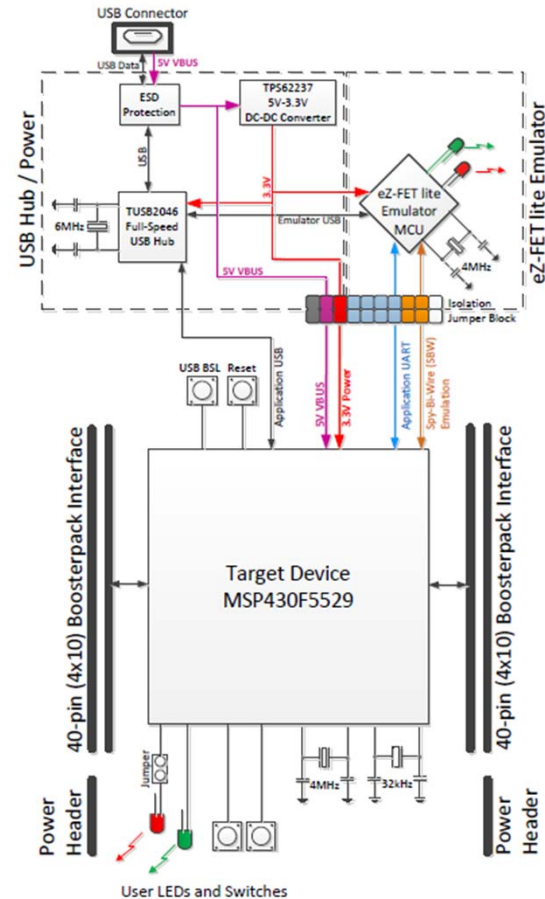 USB Connector
5V VBUS
USB Data
ESD
Protection
TPS62237
5V-3.3V
DC-DC Converter
USB Hub / Power
eZ-FET lite Emulator
USB
3.3V
eZ-FET lite
Emulator
MCU
6MHz
TUSB2046
Full-Speed
USB Hub
Emulator USB
4MHz
5V VBUS
Isolation
Jumper Block
USB BSL
Reset
Application USB
5V VBUS
3.3V Power
Application UART
Spy-Bi-Wire (SBW)
Emulation
40-pin (4x10) Boosterpack Interface
Target Device
MSP430F5529
40-pin (4x10) Boosterpack Interface
Jumper
4MHz
32kHz
Power
Header
Power
Header
User LEDs and Switches